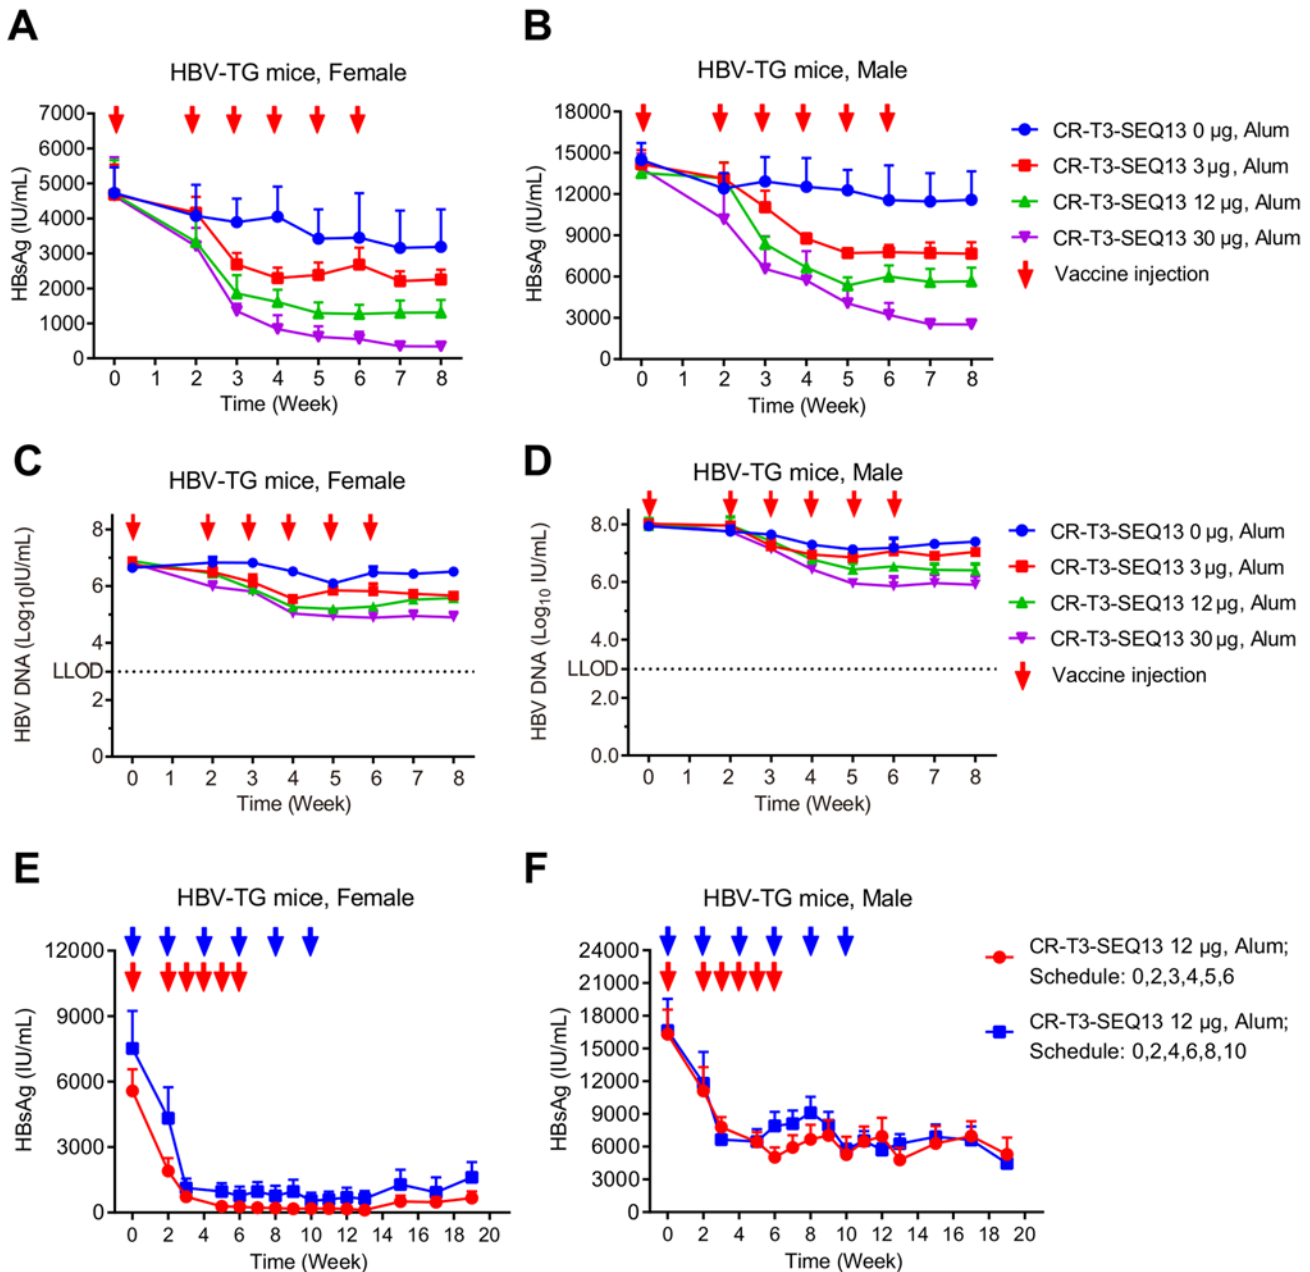 A
HBV-TG mice, Female
HBsAg (IU/mL)
7000
6000
5000
4000
3000
2000
1000
0
0 1 2 3 4 5 6 7 8
Time (Week)
B
HBV-TG mice, Male
HBsAg (IU/mL)
18000
15000
12000
9000
6000
3000
0
0 1 2 3 4 5 6 7 8
Time (Week)
CR-T3-SEQ13 0 µg, Alum
CR-T3-SEQ13 3µg, Alum
CR-T3-SEQ13 12 µg, Alum
CR-T3-SEQ13 30 µg, Alum
Vaccine injection
C
HBV-TG mice, Female
HBV DNA (Log10 IU/mL)
8
6
4
LLOD
2
0
0 1 2 3 4 5 6 7 8
Time (Week)
D
HBV-TG mice, Male
HBV DNA (Log10 IU/mL)
8.0
6.0
4.0
LLOD
2.0
0.0
0 1 2 3 4 5 6 7 8
Time (Week)
CR-T3-SEQ13 0 µg, Alum
CR-T3-SEQ13 3µg, Alum
CR-T3-SEQ13 12 µg, Alum
CR-T3-SEQ13 30 µg, Alum
Vaccine injection
E
HBV-TG mice, Female
HBsAg (IU/mL)
12000
9000
6000
3000
0
0 2 4 6 8 10 12 14 16 18 20
Time (Week)
F
HBV-TG mice, Male
HBsAg (IU/mL)
24000
21000
18000
15000
12000
9000
6000
3000
0
0 2 4 6 8 10 12 14 16 18 20
Time (Week)
CR-T3-SEQ13 12 µg, Alum;
Schedule: 0,2,3,4,5,6
CR-T3-SEQ13 12 µg, Alum;
Schedule: 0,2,4,6,8,10